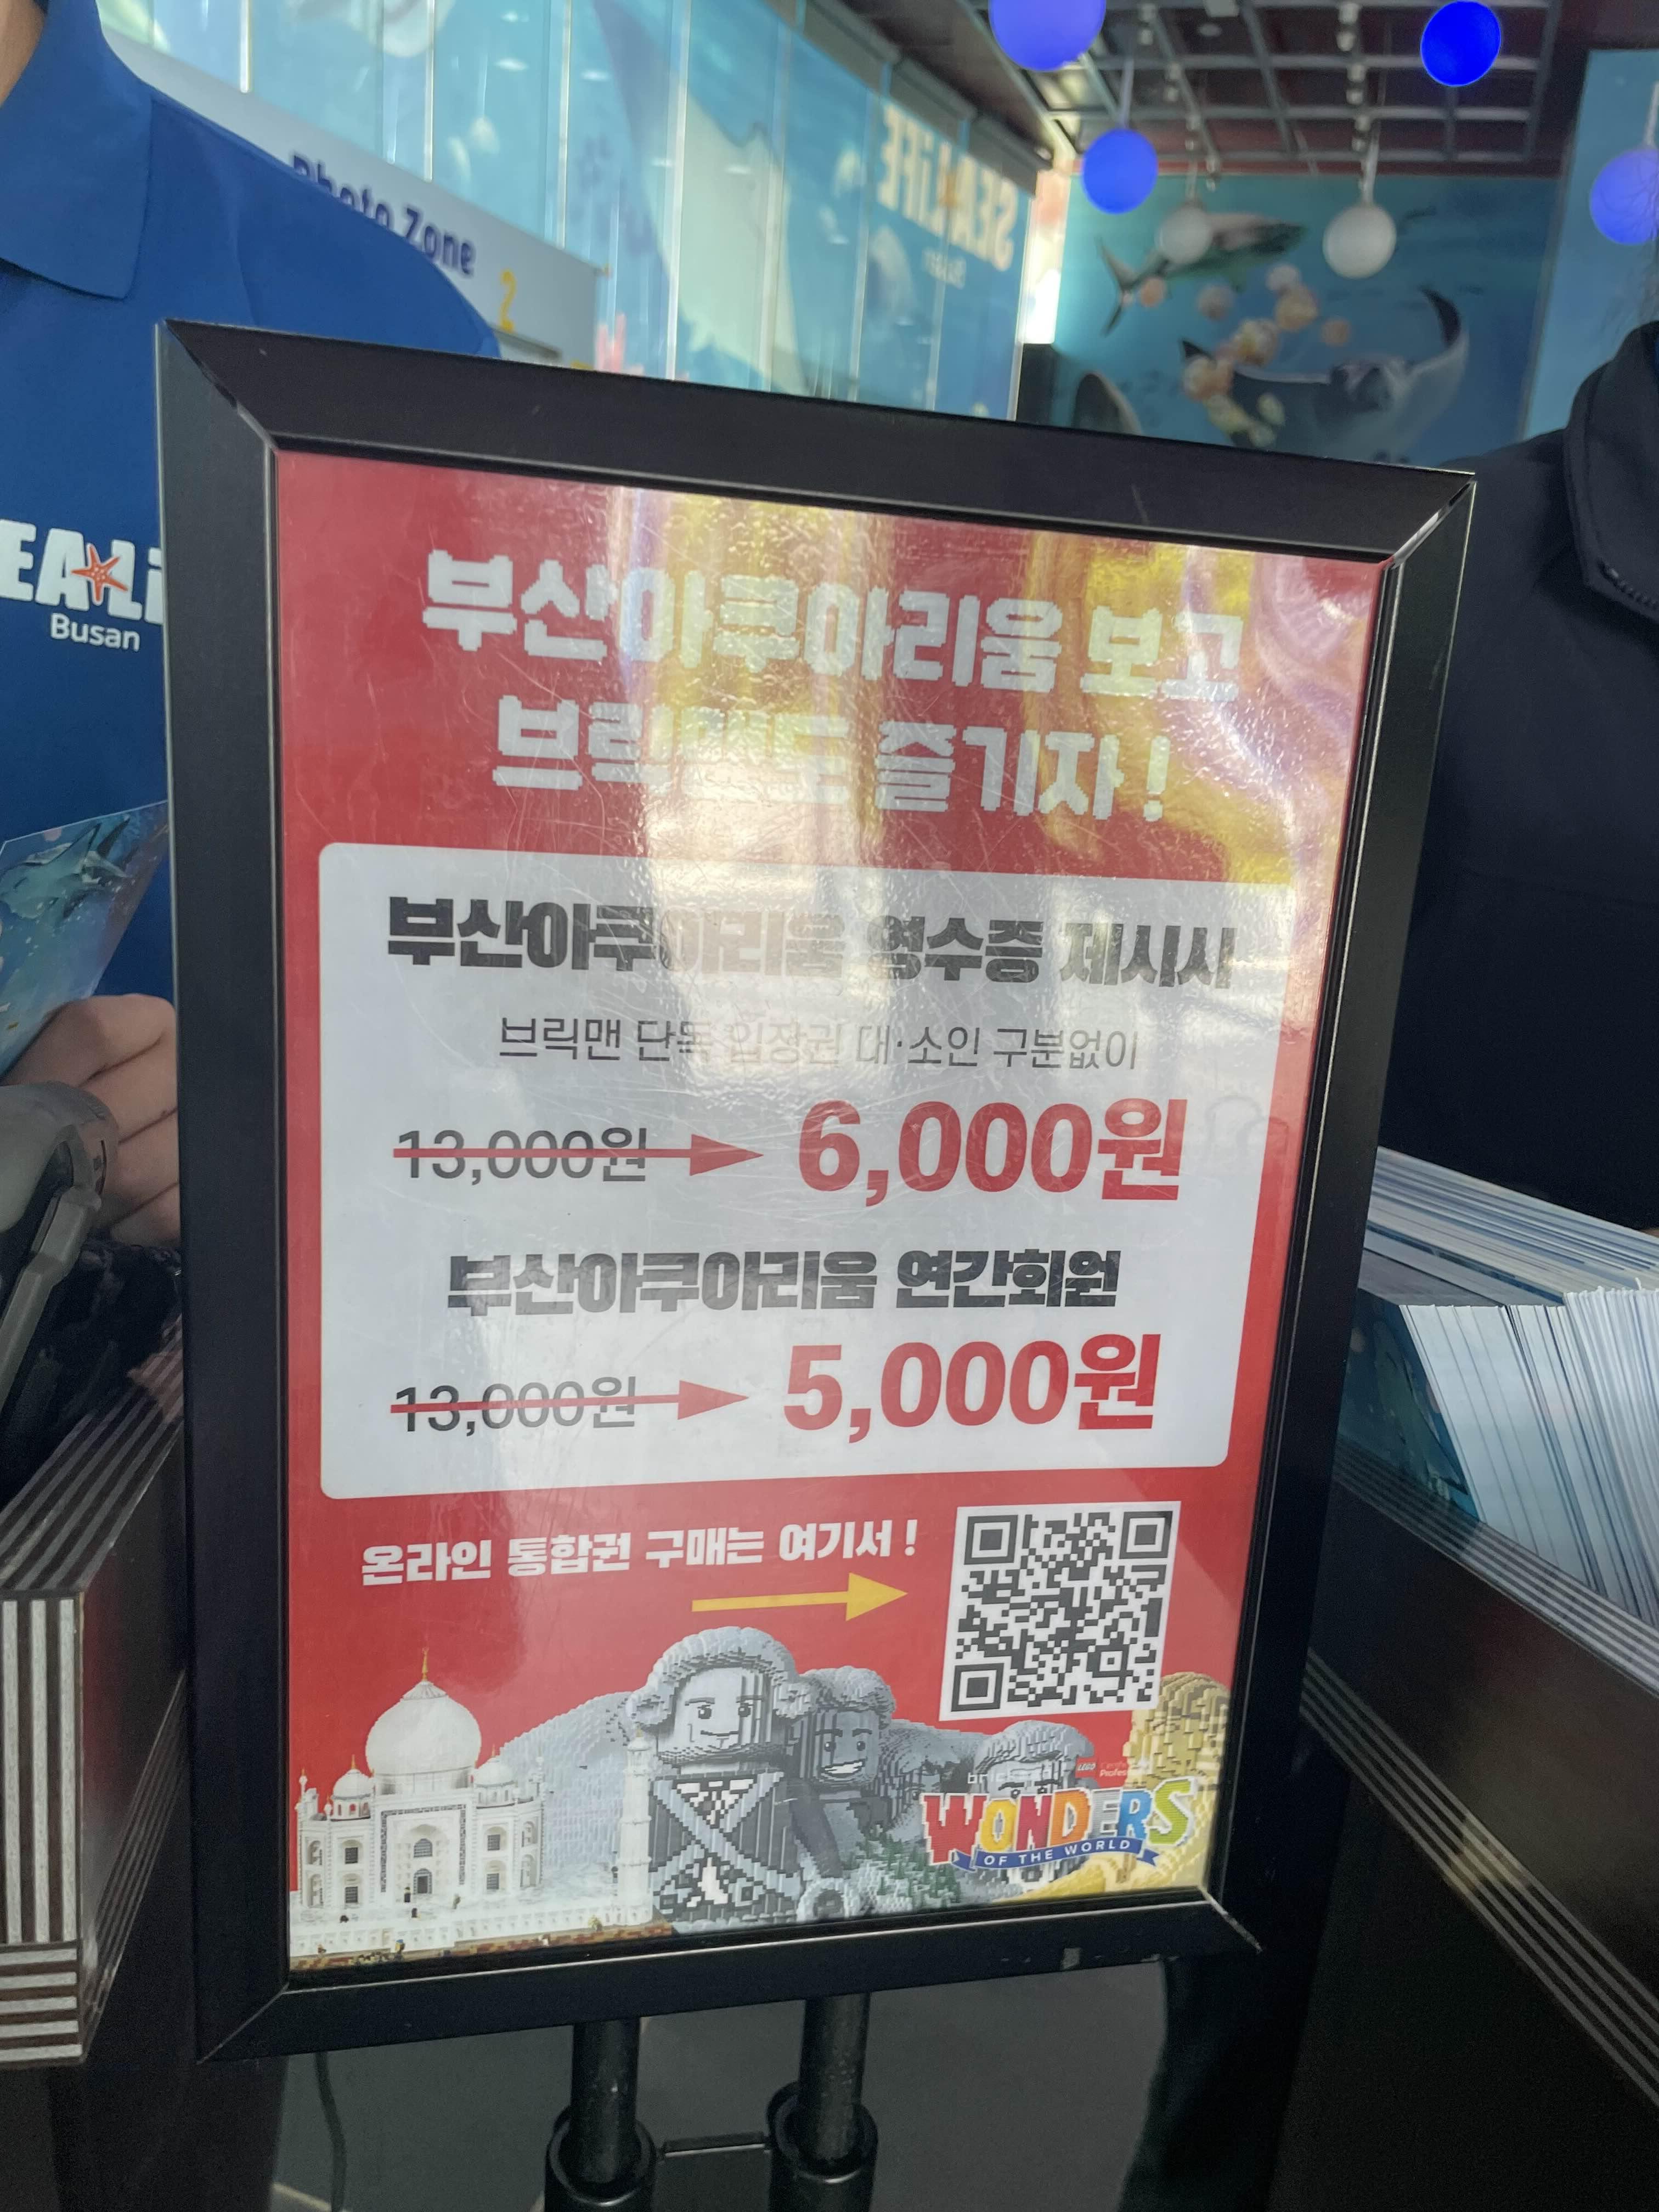 Photo Zone
2
SEALIFE
SEALi
Busan
부산아쿠아리움 보고
브릭맨도 즐기자!
부산아쿠아리움 영수증 제시시
브릭맨 단독 입장권 대·소인 구분없이
13,000원 6,000원
부산아쿠아리움 연간회원
13,000원 5,000원
온라인 통합권 구매는 여기서!
LEGO
WONDERS
OF THE WORLD